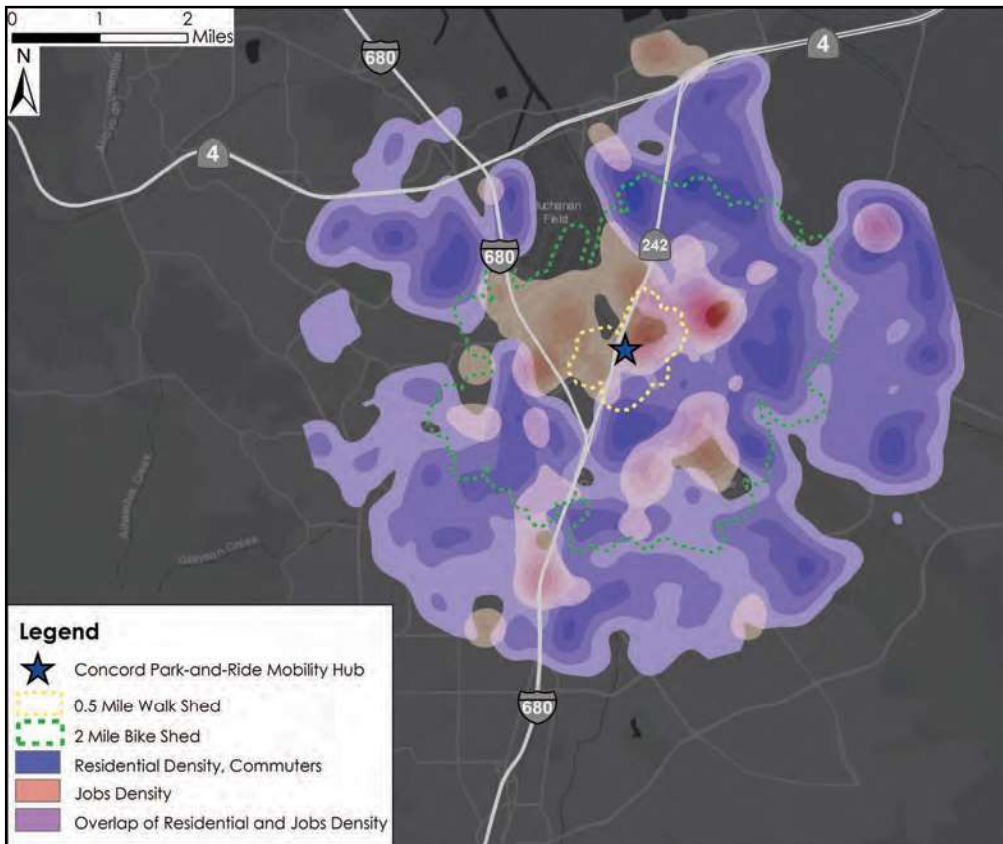 0 1 2
Miles
N
680
4
4
Buchanan
Field
680
242
Grayson Creek
680
Legend
Concord Park-and-Ride Mobility Hub
0.5 Mile Walk Shed
2 Mile Bike Shed
Residential Density, Commuters
Jobs Density
Overlap of Residential and Jobs Density